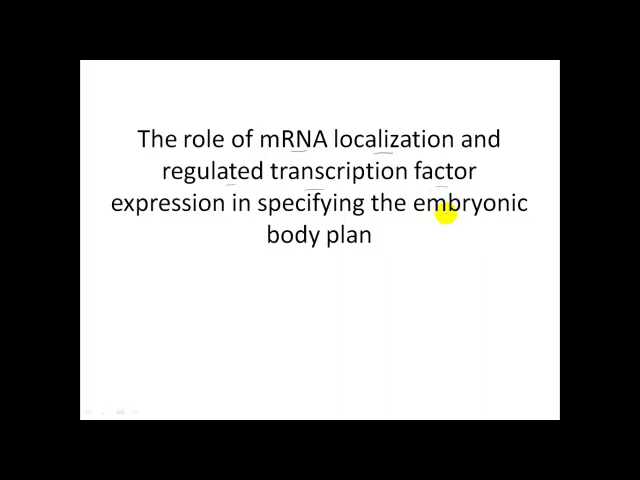 The role of mRNA localization and
regulated transcription factor
expression in specifying the embryonic
body plan